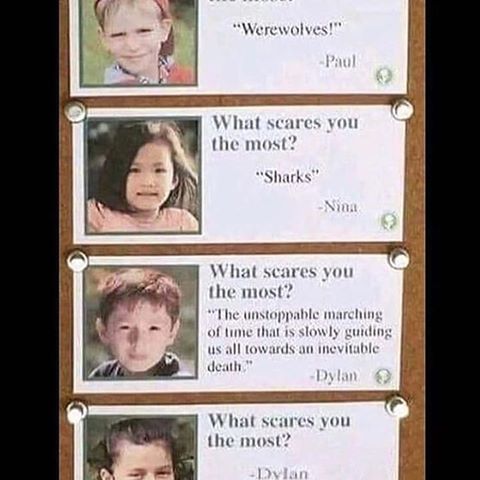 "Werewolves!"
-Paul
What scares you
the most?
"Sharks"
-Nina
What scares you
the most?
"The unstoppable marching
of time that is slowly guiding
us all towards an inevitable
death."
-Dylan
What scares you
the most?
-Dylan